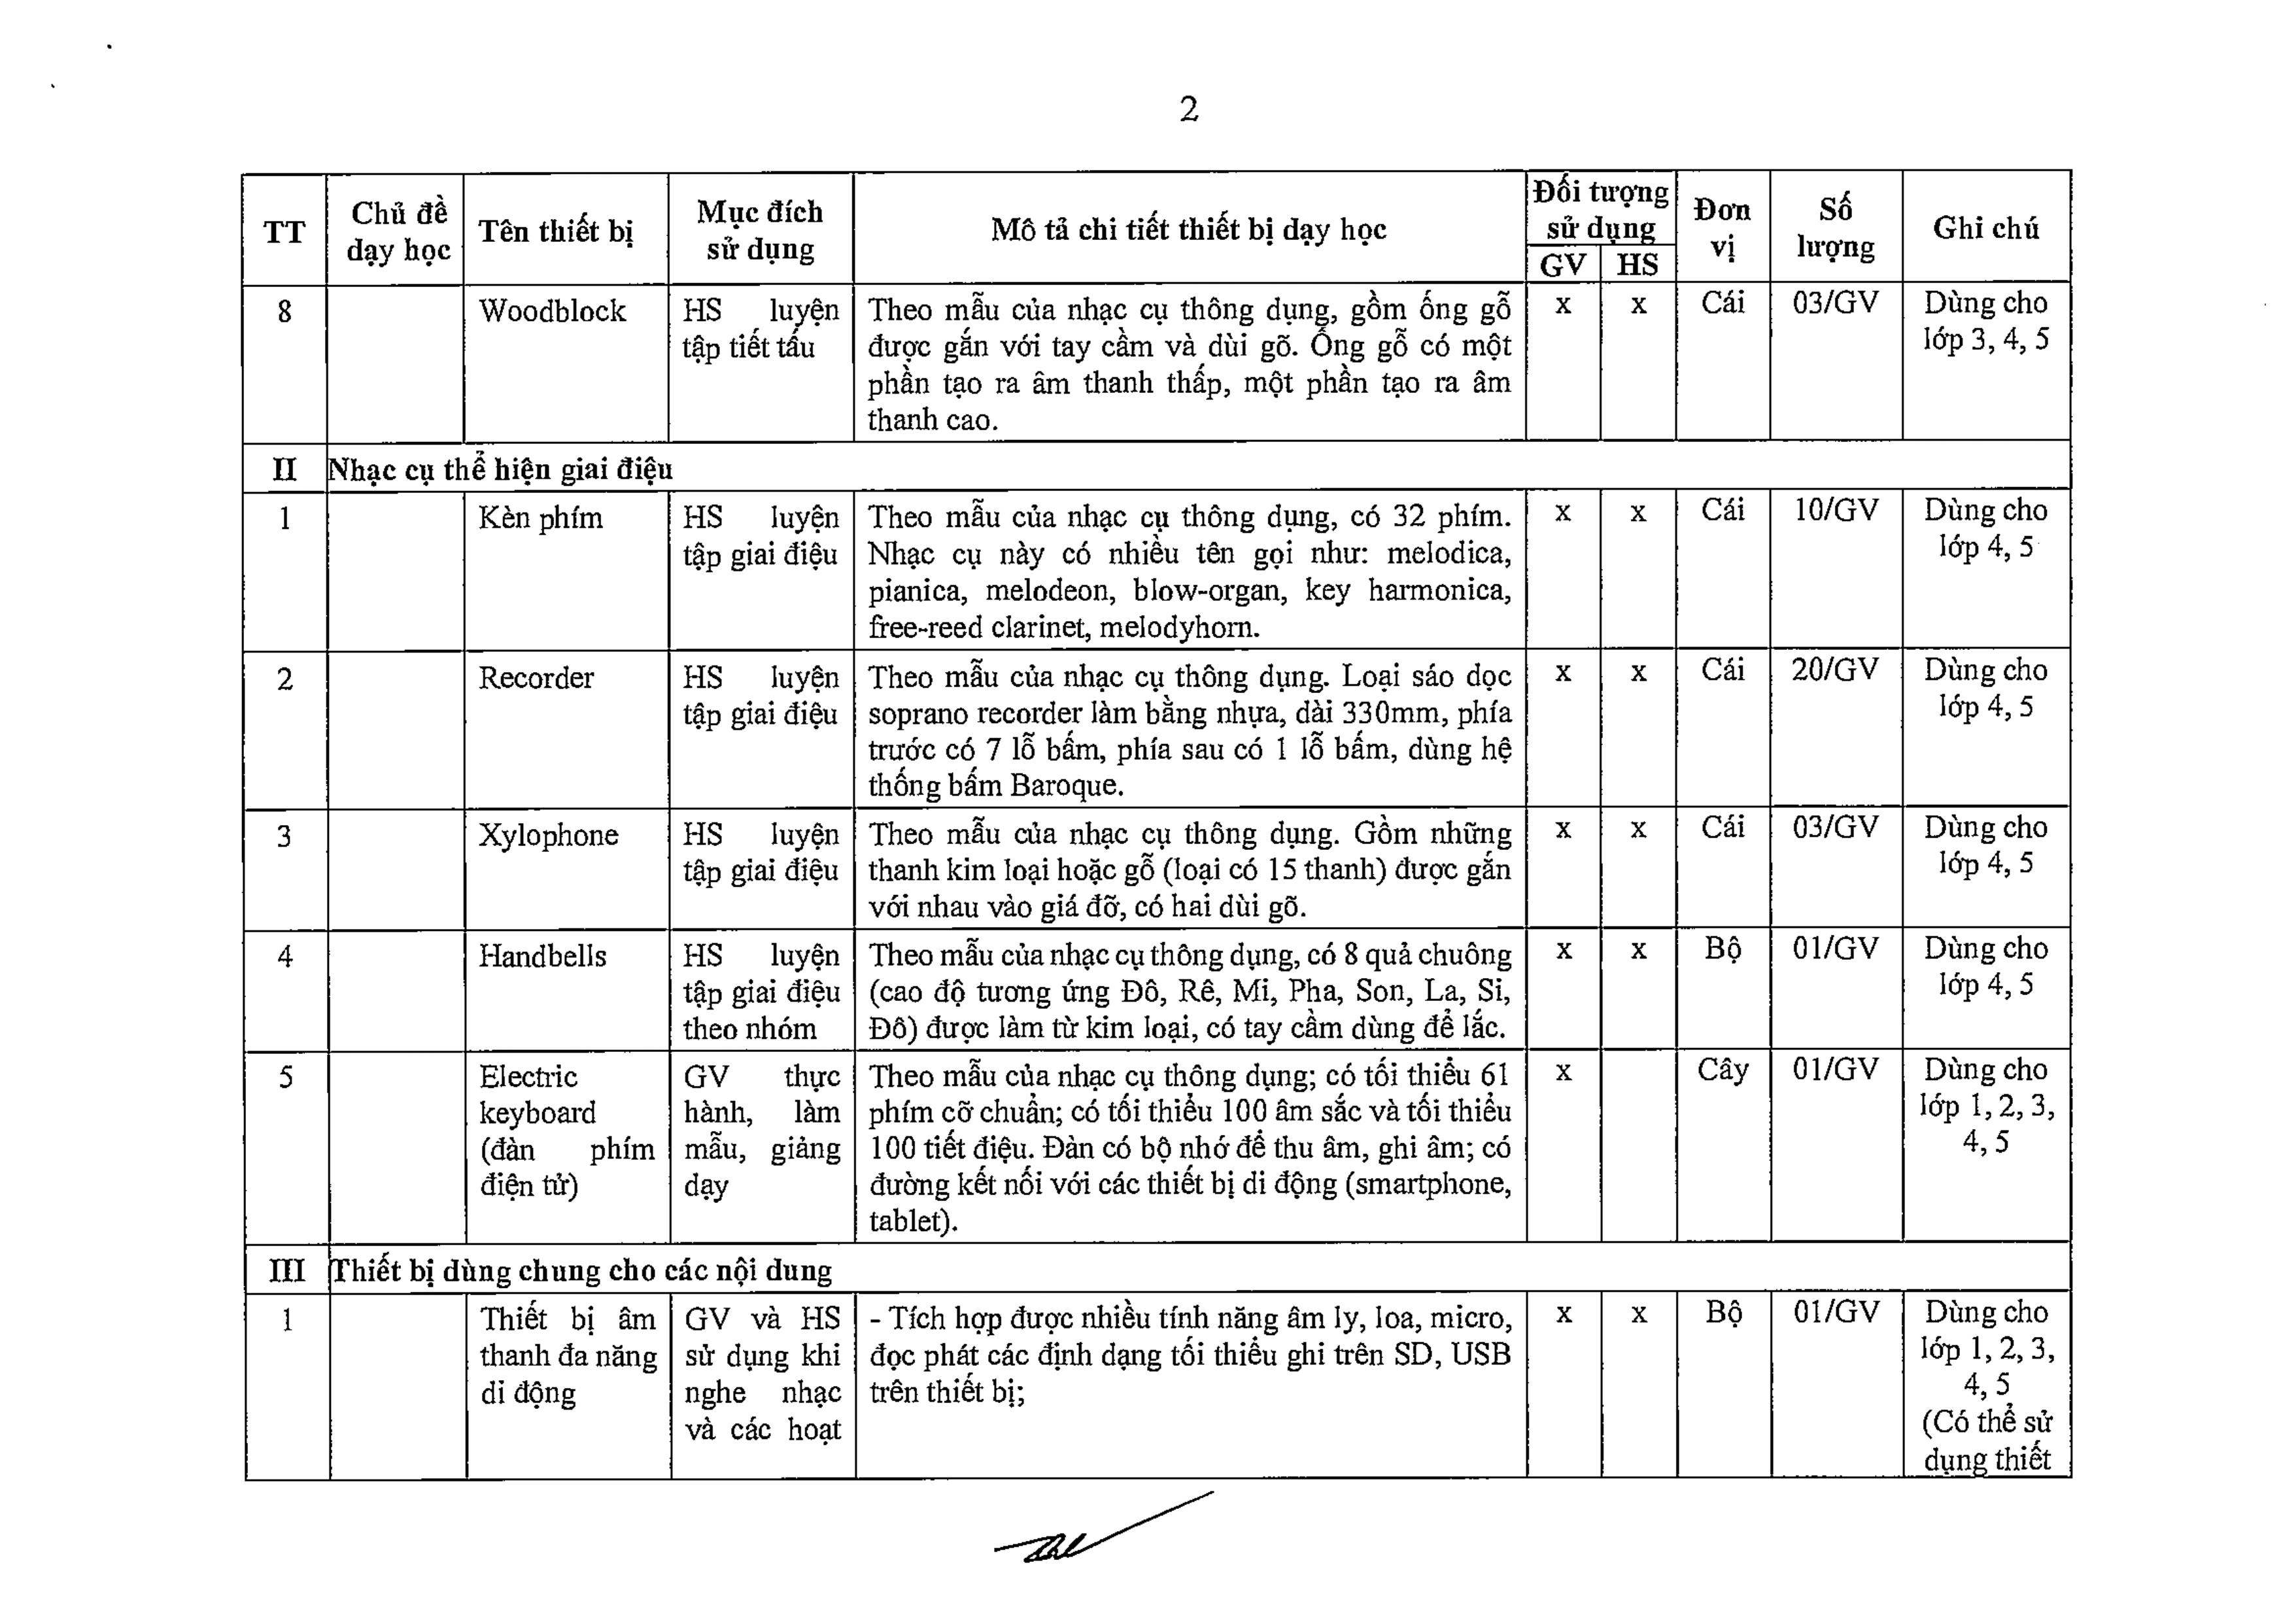 2
TT
Chủ đề
dạy học
Tên thiết bị
Mục đích
sử dụng
Mô tả chi tiết thiết bị dạy học
Đối tượng
sử dụng
GV
HS
Đơn
vị
Số
lượng
Ghi chú
8
Woodblock
HS luyện
tập tiết tấu
Theo mẫu của nhạc cụ thông dụng, gồm ống gỗ
được gắn với tay cầm và dùi gõ. Ống gỗ có một
phần tạo ra âm thanh thấp, một phần tạo ra âm
thanh cao.
x
x
Cái
03/GV
Dùng cho
lớp 3, 4, 5
II
Nhạc cụ thể hiện giai điệu
1
Kèn phím
HS luyện
tập giai điệu
Theo mẫu của nhạc cụ thông dụng, có 32 phím.
Nhạc cụ này có nhiều tên gọi như: melodica,
pianica, melodeon, blow-organ, key harmonica,
free-reed clarinet, melodyhorn.
x
x
Cái
10/GV
Dùng cho
lớp 4, 5
2
Recorder
HS luyện
tập giai điệu
Theo mẫu của nhạc cụ thông dụng. Loại sáo dọc
soprano recorder làm bằng nhựa, dài 330mm, phía
trước có 7 lỗ bấm, phía sau có 1 lỗ bấm, dùng hệ
thống bấm Baroque.
x
x
Cái
20/GV
Dùng cho
lớp 4, 5
3
Xylophone
HS luyện
tập giai điệu
Theo mẫu của nhạc cụ thông dụng. Gồm những
thanh kim loại hoặc gỗ (loại có 15 thanh) được gắn
với nhau vào giá đỡ, có hai dùi gõ.
x
x
Cái
03/GV
Dùng cho
lớp 4, 5
4
Handbells
HS luyện
tập giai điệu
theo nhóm
Theo mẫu của nhạc cụ thông dụng, có 8 quả chuông
(cao độ tương ứng Đô, Rê, Mi, Pha, Son, La, Si,
Đô) được làm từ kim loại, có tay cầm dùng để lắc.
x
x
Bộ
01/GV
Dùng cho
lớp 4, 5
5
Electric
keyboard
(đàn phím
điện tử)
GV thực
hành, làm
mẫu, giảng
dạy
Theo mẫu của nhạc cụ thông dụng; có tối thiểu 61
phím cỡ chuẩn; có tối thiểu 100 âm sắc và tối thiểu
100 tiết điệu. Đàn có bộ nhớ để thu âm, ghi âm; có
đường kết nối với các thiết bị di động (smartphone,
tablet).
x
Cây
01/GV
Dùng cho
lớp 1, 2, 3,
4, 5
III
Thiết bị dùng chung cho các nội dung
1
Thiết bị âm
thanh đa năng
di động
GV và HS
sử dụng khi
nghe nhạc
và các hoạt
- Tích hợp được nhiều tính năng âm ly, loa, micro,
đọc phát các định dạng tối thiểu ghi trên SD, USB
trên thiết bị;
x
x
Bộ
01/GV
Dùng cho
lớp 1, 2, 3,
4, 5
(Có thể sử
dụng thiết